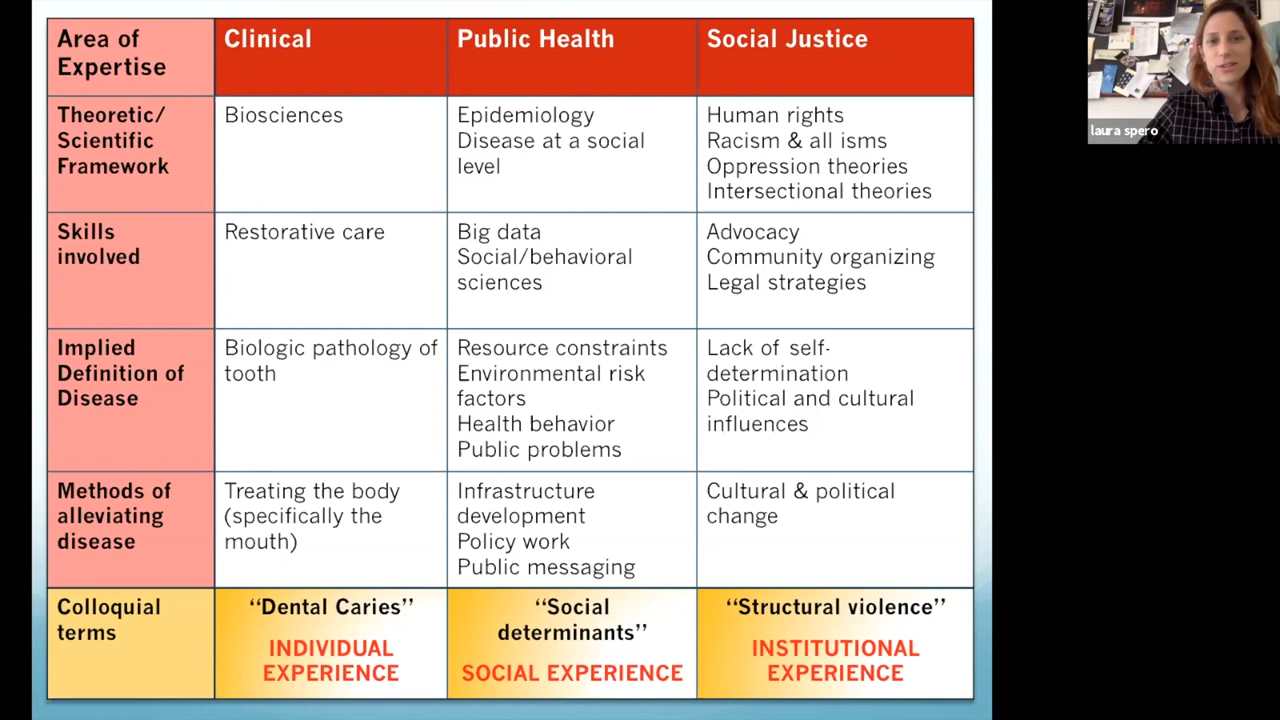 Area of
Expertise
Clinical
Public Health
Social Justice
Theoretic/
Scientific
Framework
Biosciences
Epidemiology
Disease at a social
level
Human rights
Racism & all isms
Oppression theories
Intersectional theories
Skills
involved
Restorative care
Big data
Social/behavioral
sciences
Advocacy
Community organizing
Legal strategies
Implied
Definition of
Disease
Biologic pathology of
tooth
Resource constraints
Environmental risk
factors
Health behavior
Public problems
Lack of self-
determination
Political and cultural
influences
Methods of
alleviating
disease
Treating the body
(specifically the
mouth)
Infrastructure
development
Policy work
Public messaging
Cultural & political
change
Colloquial
terms
“Dental Caries”
INDIVIDUAL
EXPERIENCE
“Social
determinants”
SOCIAL EXPERIENCE
“Structural violence”
INSTITUTIONAL
EXPERIENCE
laura spero